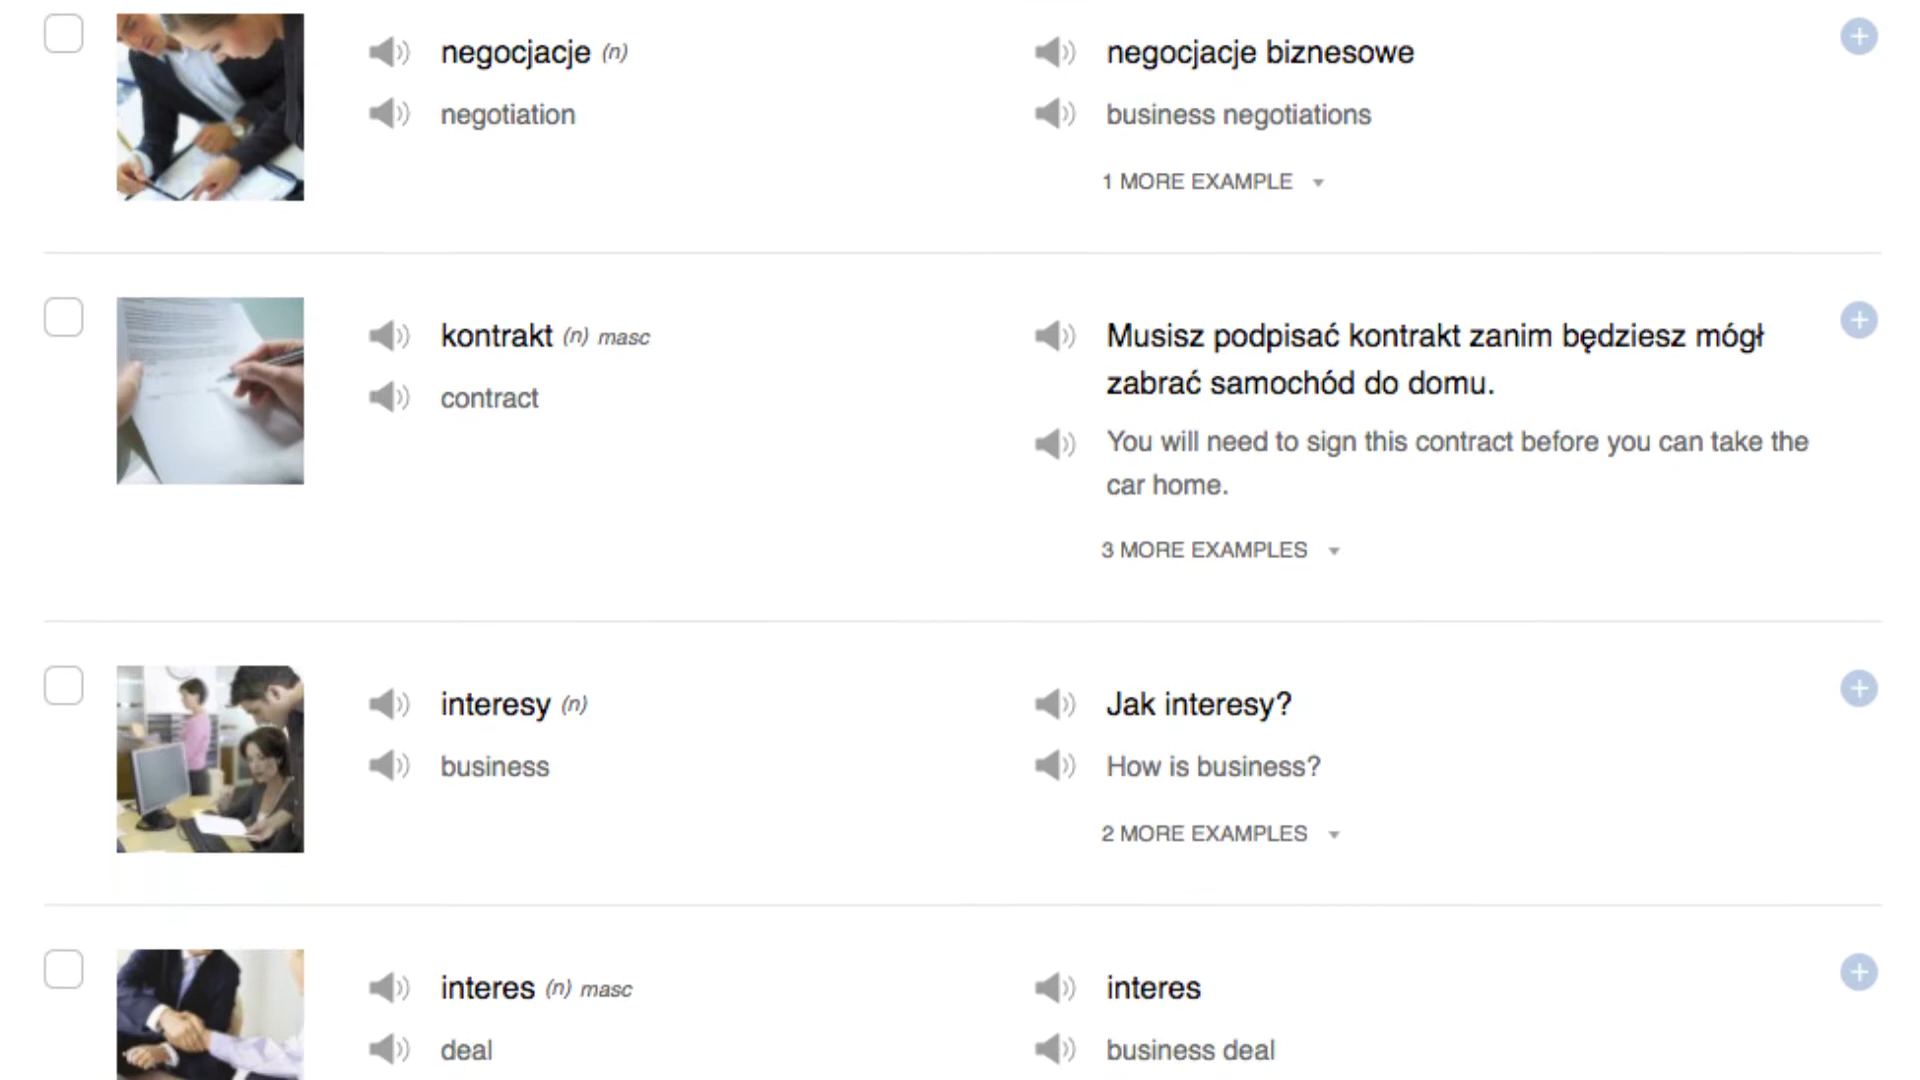 negocjacje (n)
negotiation
negocjacje biznesowe
business negotiations
1 MORE EXAMPLE
kontrakt (n) masc
contract
Musisz podpisać kontrakt zanim będziesz mógł
zabrać samochód do domu.
You will need to sign this contract before you can take the
car home.
3 MORE EXAMPLES
interesy (n)
business
Jak interesy?
How is business?
2 MORE EXAMPLES
interes (n) masc
deal
interes
business deal